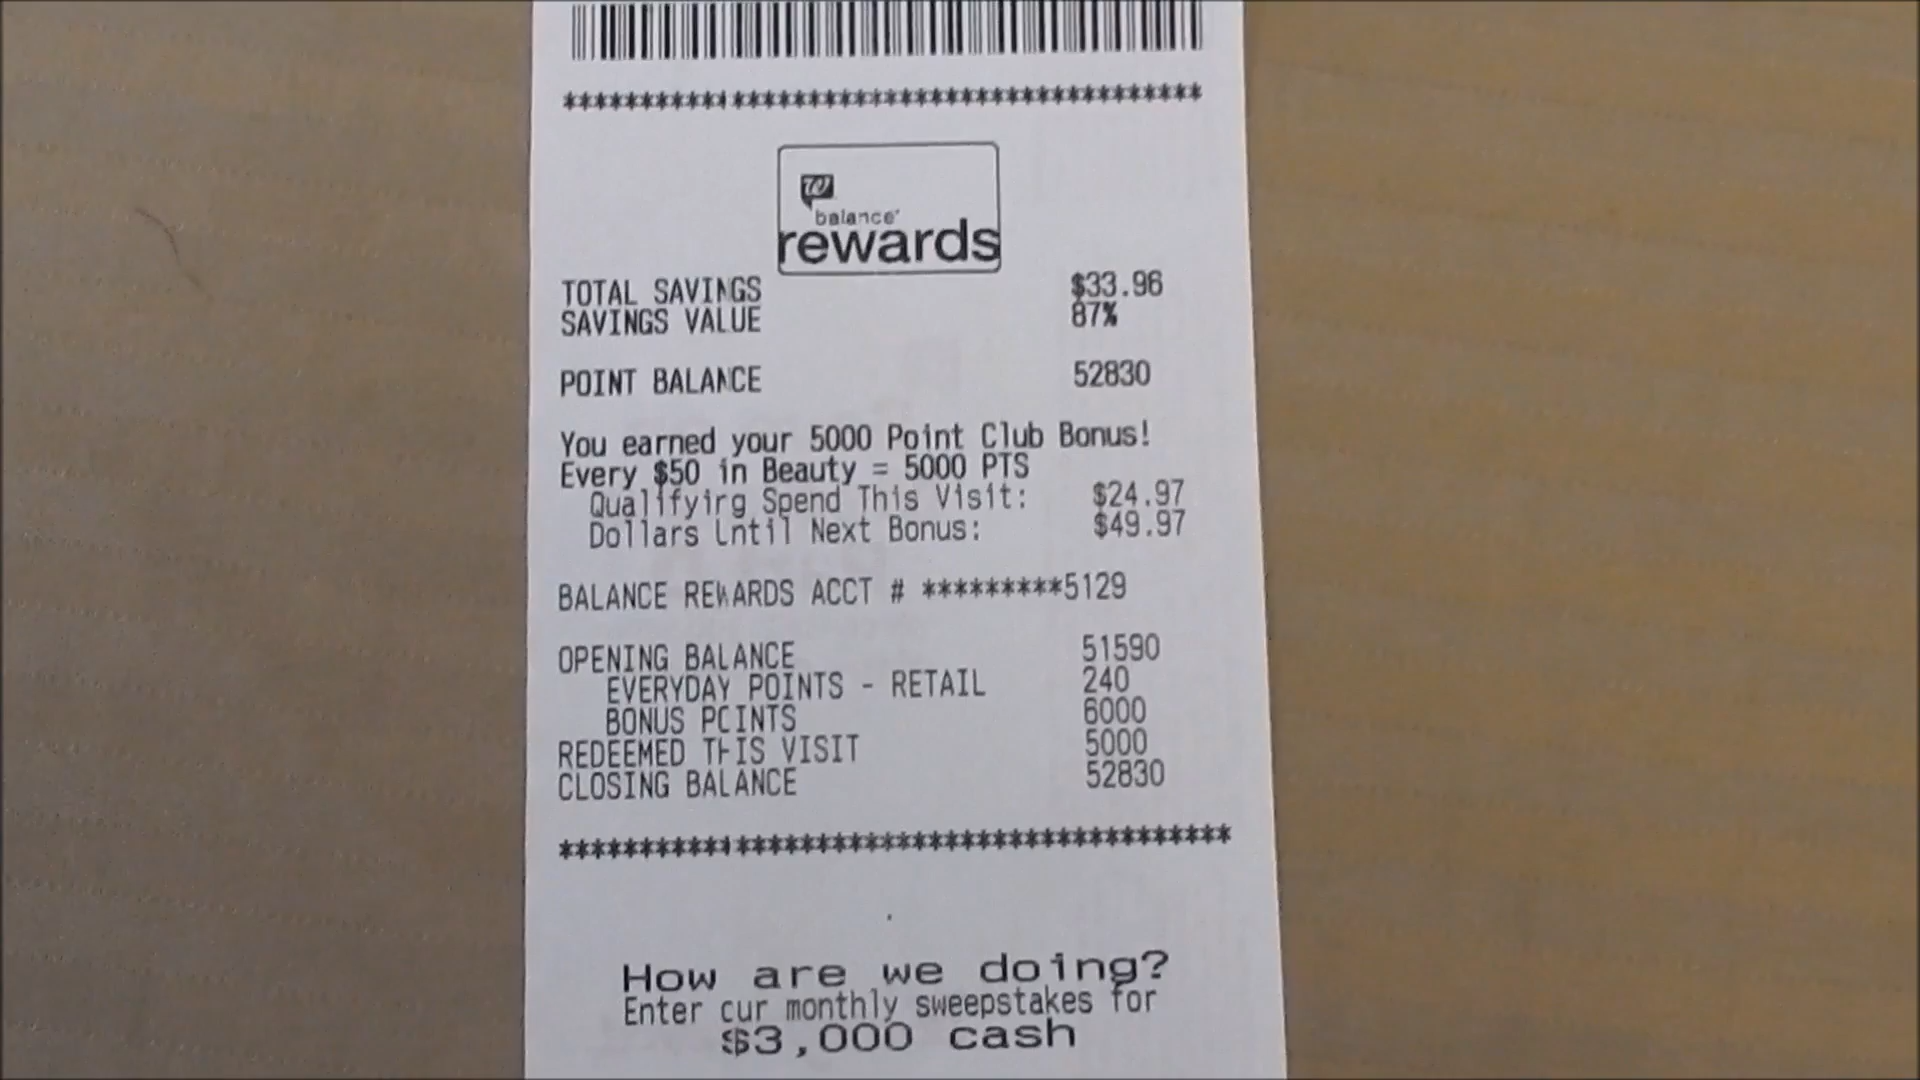 ******************************************
W
balance
rewards
TOTAL SAVINGS $33.96
SAVINGS VALUE 87%
POINT BALANCE 52830
You earned your 5000 Point Club Bonus!
Every $50 in Beauty = 5000 PTS
Qualifying Spend This Visit: $24.97
Dollars Until Next Bonus: $49.97
BALANCE REWARDS ACCT # *********5129
OPENING BALANCE 51590
EVERYDAY POINTS - RETAIL 240
BONUS POINTS 6000
REDEEMED THIS VISIT 5000
CLOSING BALANCE 52830
******************************************
How are we doing?
Enter our monthly sweepstakes for
$3,000 cash